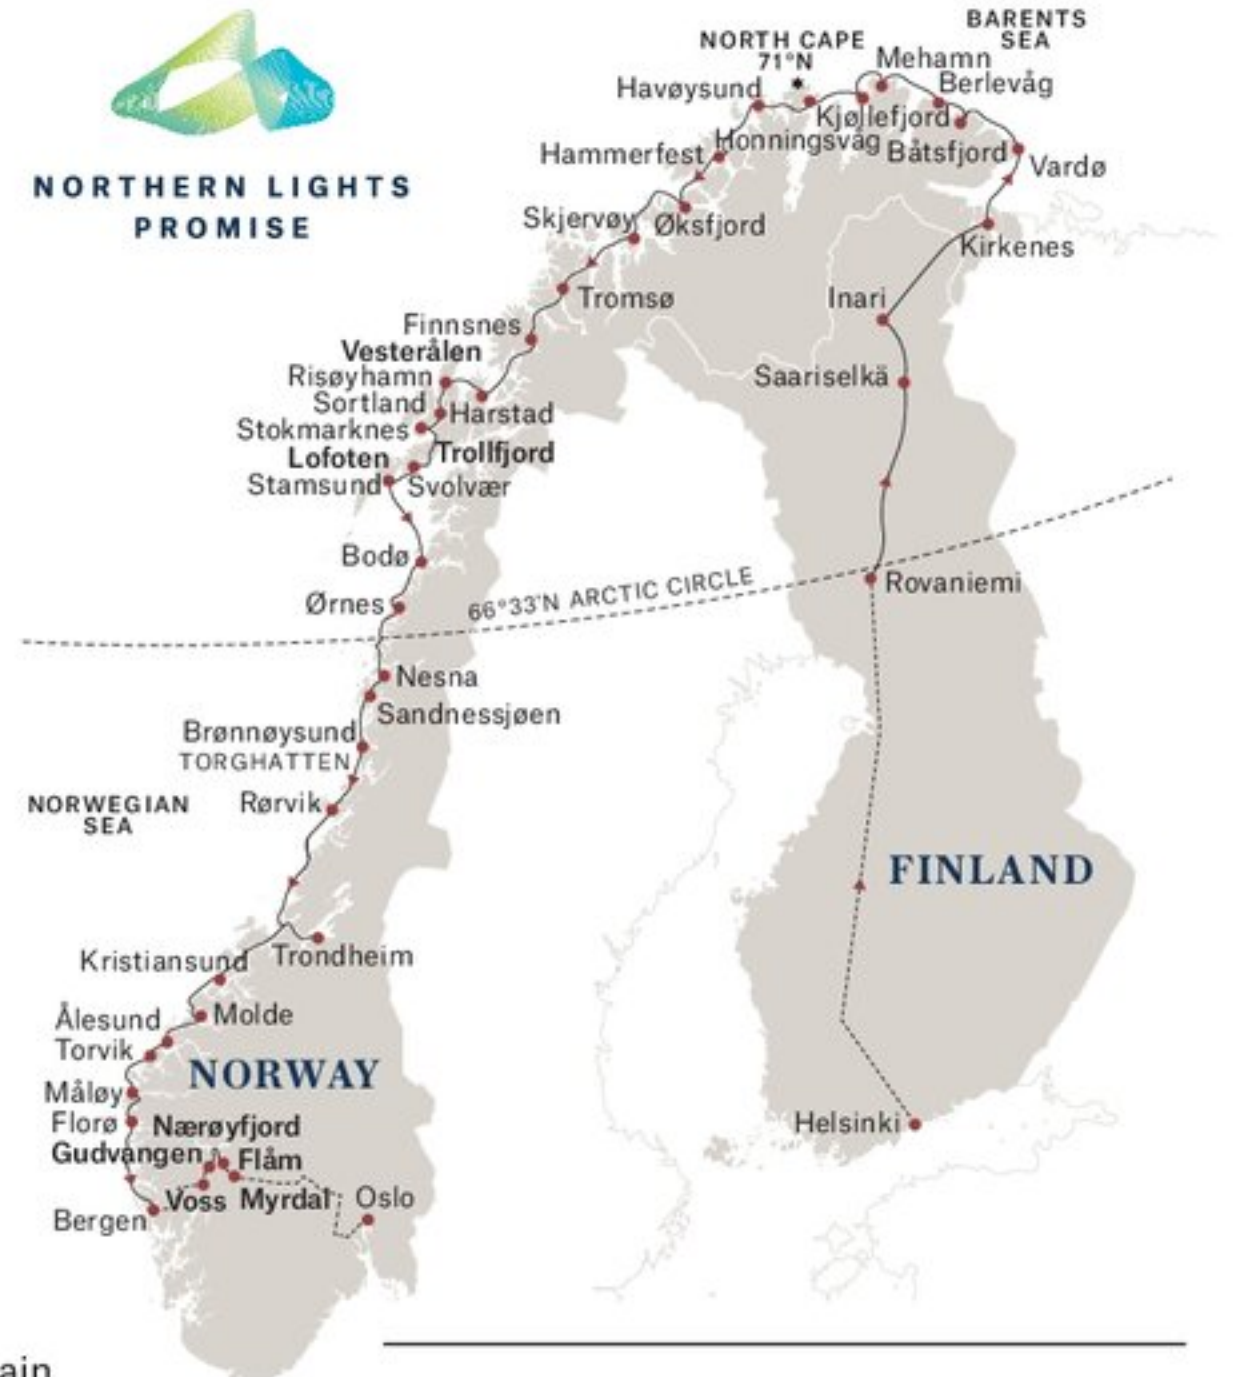 NORTHERN LIGHTS
PROMISE
BARENTS
SEA
NORTH CAPE
71°N
Mehamn
Havøysund
Berlevåg
Kjøllefjord
Honningsvåg
Båtsfjord
Hammerfest
Vardø
Skjervøy
Øksfjord
Kirkenes
Tromsø
Inari
Finnsnes
Vesterålen
Risøyhamn
Saariselkä
Sortland
Harstad
Stokmarknes
Lofoten
Trollfjord
Stamsund
Svolvær
Bodø
66°33'N ARCTIC CIRCLE
Rovaniemi
Ørnes
Nesna
Sandnessjøen
Brønnøysund
TORGHATTEN
NORWEGIAN
SEA
Rørvik
FINLAND
Kristiansund
Trondheim
Ålesund
Molde
Torvik
NORWAY
Måløy
Florø
Nærøyfjord
Helsinki
Gudvangen
Flåm
Voss
Myrdal
Oslo
Bergen